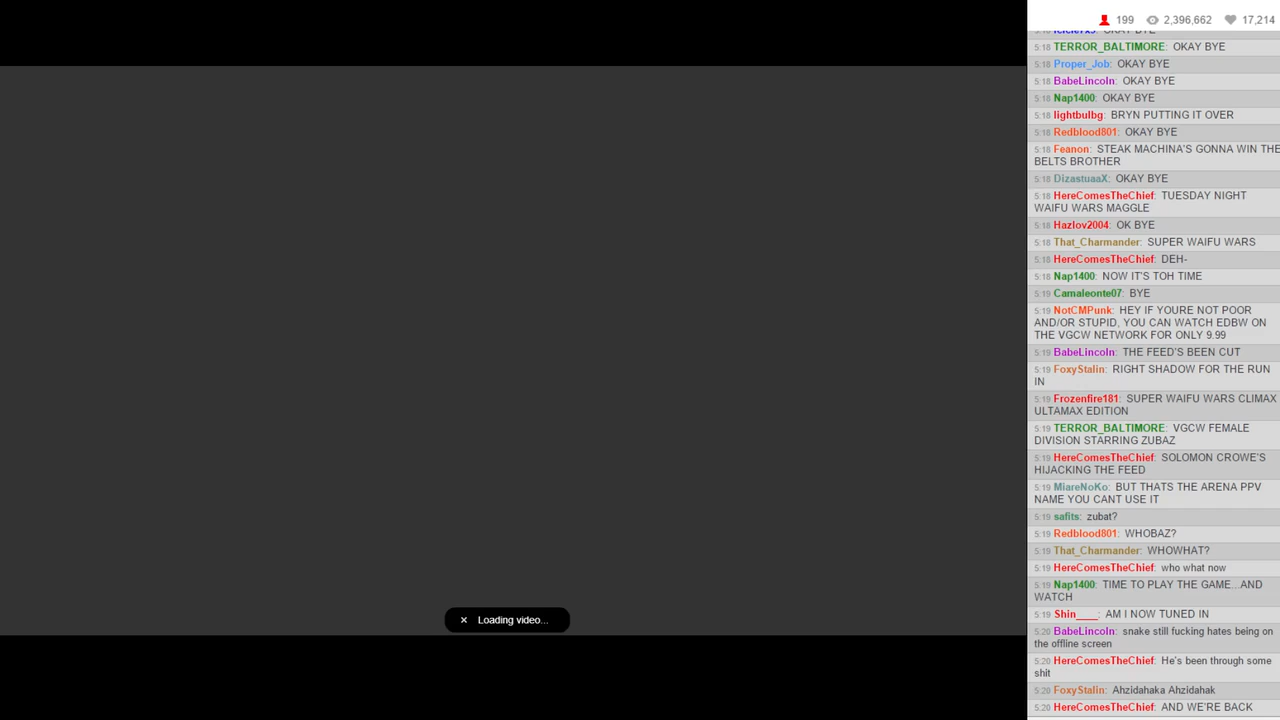 199 2,396,662 17,214
5:18 TERROR_BALTIMORE: OKAY BYE
5:18 Proper_Job: OKAY BYE
5:18 BabeLincoln: OKAY BYE
5:18 Nap1400: OKAY BYE
5:18 lightbulbg: BRYN PUTTING IT OVER
5:18 Redblood801: OKAY BYE
5:18 Feanon: STEAK MACHINA'S GONNA WIN THE
BELTS BROTHER
5:18 DizastuaaX: OKAY BYE
5:18 HereComesTheChief: TUESDAY NIGHT
WAIFU WARS MAGGLE
5:18 Hazlov2004: OK BYE
5:18 That_Charmander: SUPER WAIFU WARS
5:18 HereComesTheChief: DEH-
5:18 Nap1400: NOW IT'S TOH TIME
5:19 Camaleonte07: BYE
5:19 NotCMPunk: HEY IF YOURE NOT POOR
AND/OR STUPID, YOU CAN WATCH EDBW ON
THE VGCW NETWORK FOR ONLY 9.99
5:19 BabeLincoln: THE FEED'S BEEN CUT
5:19 FoxyStalin: RIGHT SHADOW FOR THE RUN
IN
5:19 Frozenfire181: SUPER WAIFU WARS CLIMAX
ULTAMAX EDITION
5:19 TERROR_BALTIMORE: VGCW FEMALE
DIVISION STARRING ZUBAZ
5:19 HereComesTheChief: SOLOMON CROWE'S
HIJACKING THE FEED
5:19 MiareNoKo: BUT THATS THE ARENA PPV
NAME YOU CANT USE IT
5:19 safits: zubat?
5:19 Redblood801: WHOBAZ?
5:19 That_Charmander: WHOWHAT?
5:19 HereComesTheChief: who what now
5:19 Nap1400: TIME TO PLAY THE GAME...AND
WATCH
5:19 Shin____: AM I NOW TUNED IN
5:20 BabeLincoln: snake still fucking hates being on
the offline screen
5:20 HereComesTheChief: He's been through some
shit
5:20 FoxyStalin: Ahzidahaka Ahzidahak
5:20 HereComesTheChief: AND WE'RE BACK
× Loading video...